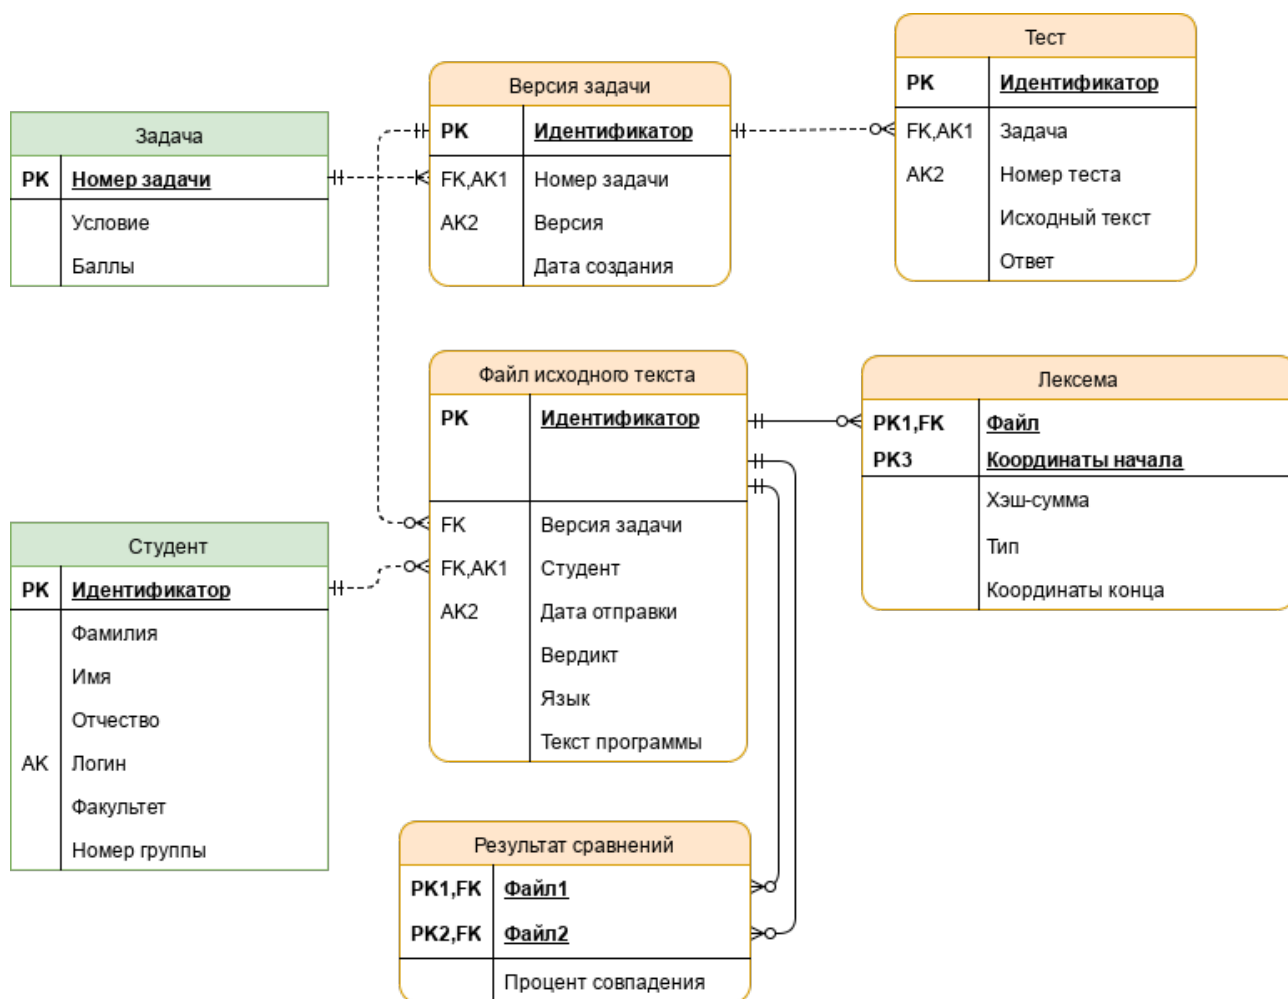 Тест
PK Идентификатор
FK,AK1 Задача
AK2 Номер теста
Исходный текст
Ответ
Версия задачи
PK Идентификатор
FK,AK1 Номер задачи
AK2 Версия
Дата создания
Задача
PK Номер задачи
Условие
Баллы
Файл исходного текста
PK Идентификатор
FK Версия задачи
FK,AK1 Студент
AK2 Дата отправки
Вердикт
Язык
Текст программы
Лексема
PK1,FK Файл
PK3 Координаты начала
Хэш-сумма
Тип
Координаты конца
Студент
PK Идентификатор
Фамилия
Имя
Отчество
AK Логин
Факультет
Номер группы
Результат сравнений
PK1,FK Файл1
PK2,FK Файл2
Процент совпадения